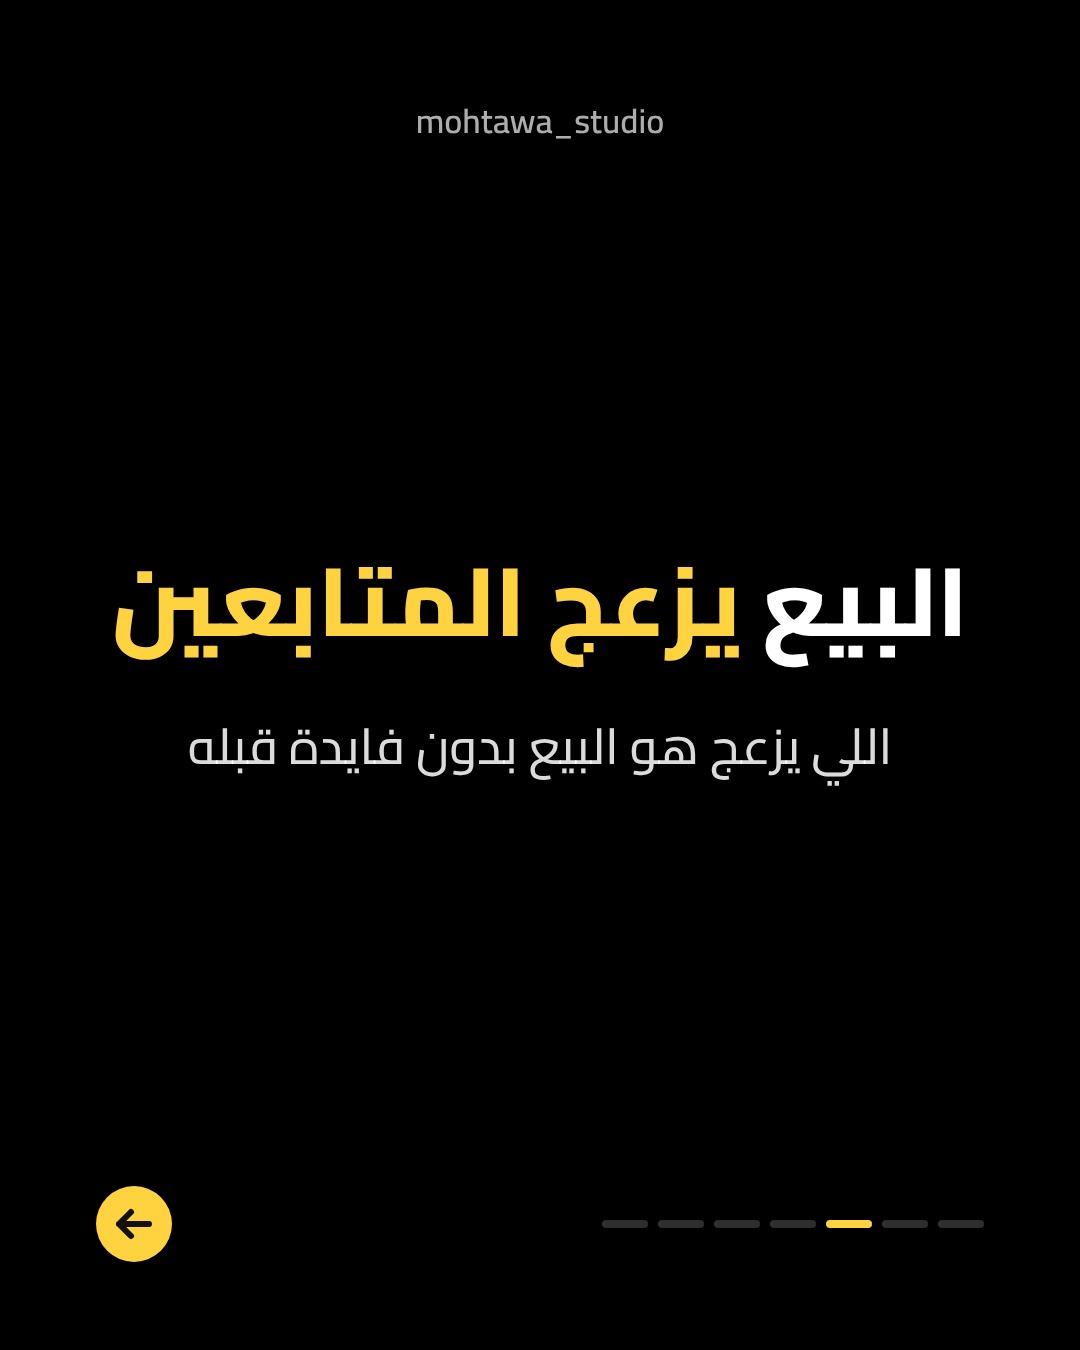 mohtawa_studio
البيع يزعج المتابعين
اللي يزعج هو البيع بدون فايدة قبله